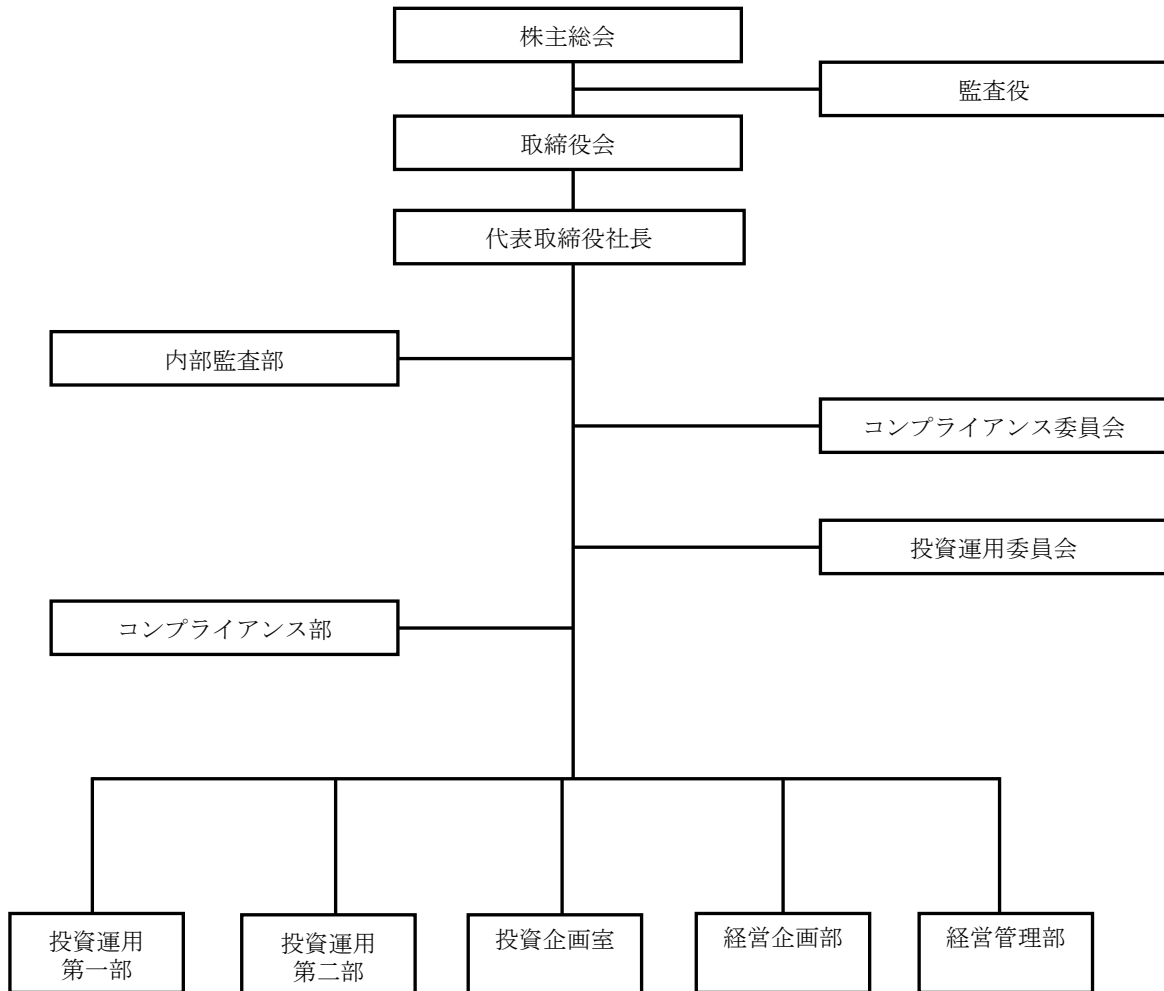 株主総会
監査役
取締役会
代表取締役社長
内部監査部
コンプライアンス委員会
投資運用委員会
コンプライアンス部
投資運用
第一部
投資運用
第二部
投資企画室
経営企画部
経営管理部